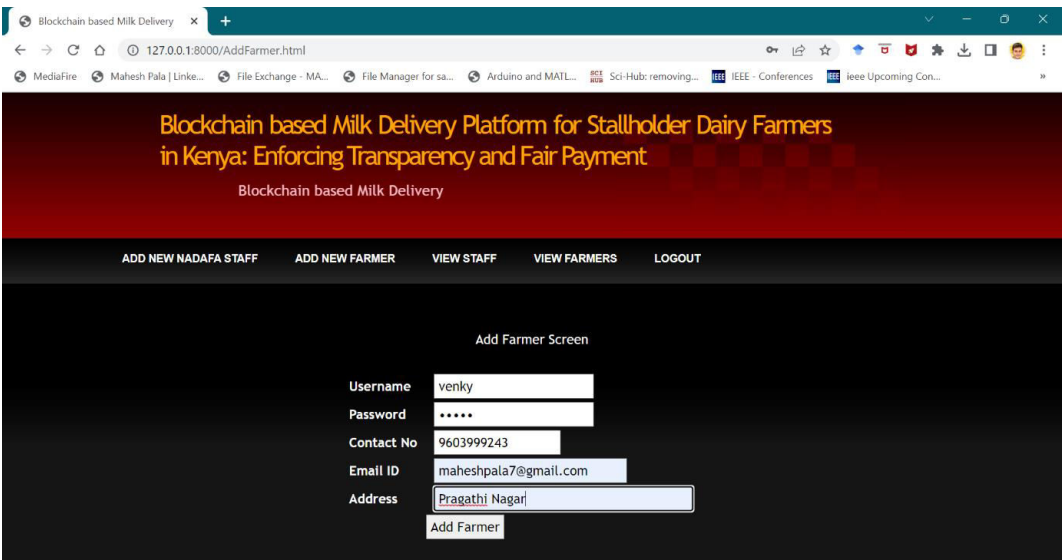 Blockchain based Milk Delivery
127.0.0.1:8000/AddFarmer.html
MediaFire Mahesh Pala | Linke... File Exchange - MA... File Manager for sa... Arduino and MATL... SCI HUB Sci-Hub: removing... IEEE IEEE - Conferences IEEE ieee Upcoming Con... »
Blockchain based Milk Delivery Platform for Stallholder Dairy Farmers
in Kenya: Enforcing Transparency and Fair Payment
Blockchain based Milk Delivery
ADD NEW NADAFA STAFF ADD NEW FARMER VIEW STAFF VIEW FARMERS LOGOUT
Add Farmer Screen
Username venky
Password •••••
Contact No 9603999243
Email ID maheshpala7@gmail.com
Address Pragathi Nagar
Add Farmer